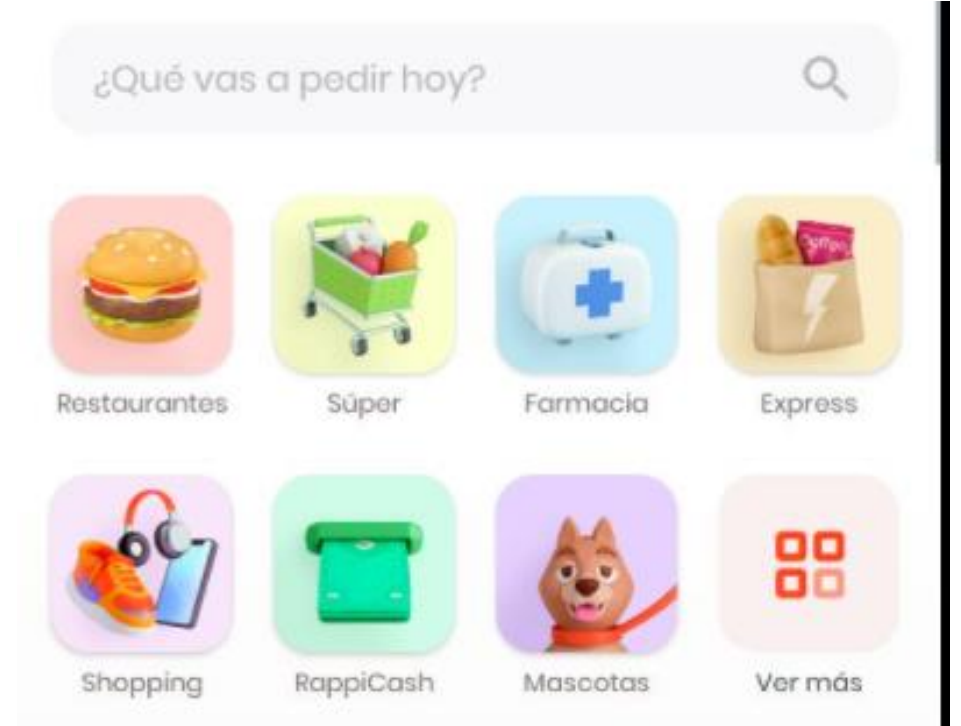 ¿Qué vas a pedir hoy?
Restaurantes
Súper
Farmacia
Express
Shopping
RappiCash
Mascotas
Ver más